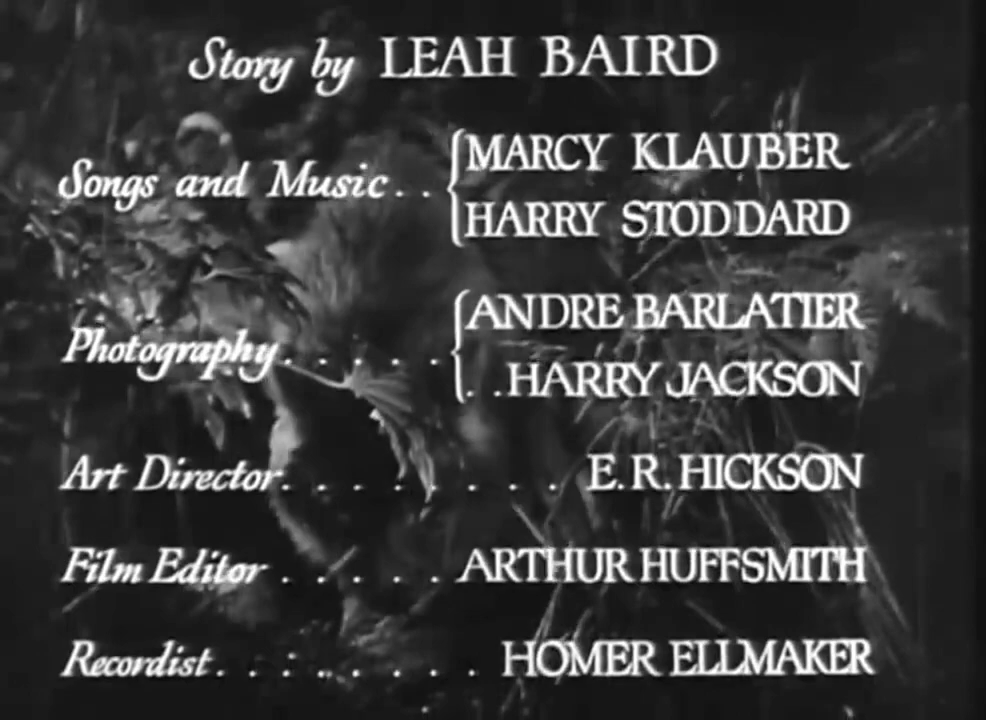 Story by LEAH BAIRD
Songs and Music.. MARCY KLAUBER
HARRY STODDARD
Photography...... ANDRE BARLATIER
..HARRY JACKSON
Art Director......... E.R. HICKSON
Film Editor...... ARTHUR HUFFSMITH
Recordist........ HOMER ELLMAKER